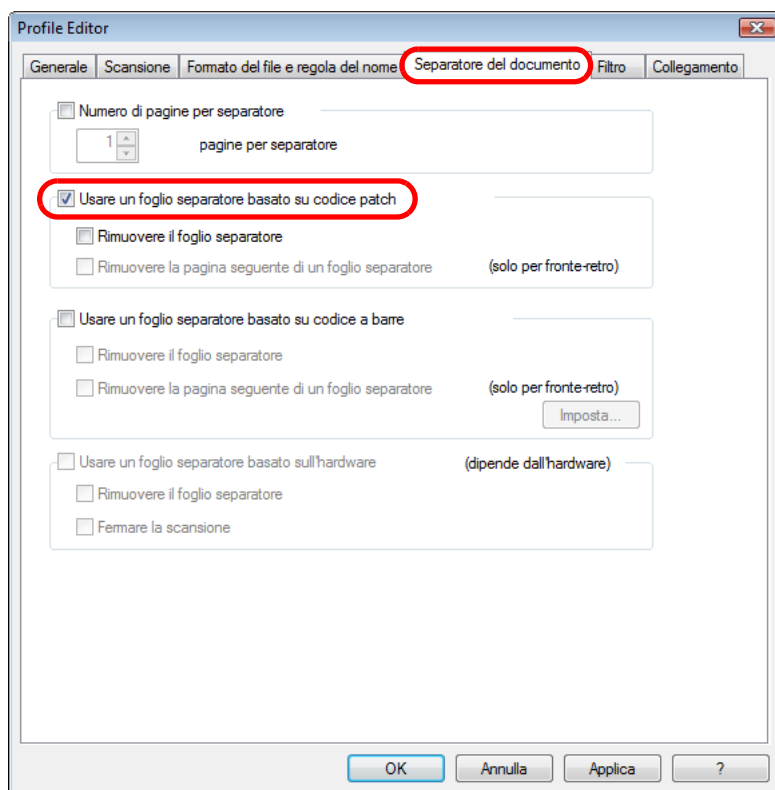 Profile Editor
Generale Scansione Formato del file e regola del nome Separatore del documento Filtro Collegamento
Numero di pagine per separatore
1 pagine per separatore
Usare un foglio separatore basato su codice patch
Rimuovere il foglio separatore
Rimuovere la pagina seguente di un foglio separatore (solo per fronte-retro)
Usare un foglio separatore basato su codice a barre
Rimuovere il foglio separatore
Rimuovere la pagina seguente di un foglio separatore (solo per fronte-retro)
Imposta...
Usare un foglio separatore basato sull'hardware (dipende dall'hardware)
Rimuovere il foglio separatore
Fermare la scansione
OK Annulla Applica ?